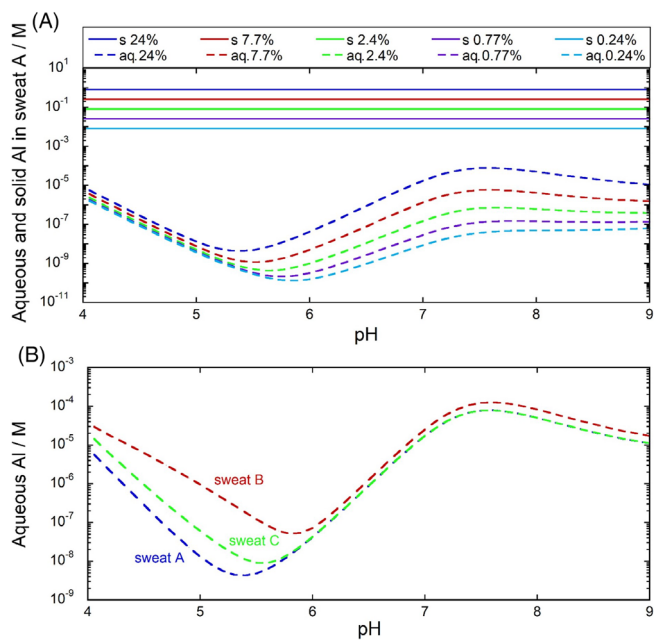 (A)
s 24% s 7.7% s 2.4% s 0.77% s 0.24%
aq.24% aq.7.7% aq.2.4% aq.0.77% aq.0.24%
Aqueous and solid Al in sweat A / M
10^1
10^-1
10^-3
10^-5
10^-7
10^-9
10^-11
4 5 6 7 8 9
pH
(B)
Aqueous Al / M
10^-3
10^-4
10^-5
10^-6
10^-7
10^-8
10^-9
sweat B
sweat C
sweat A
4 5 6 7 8 9
pH